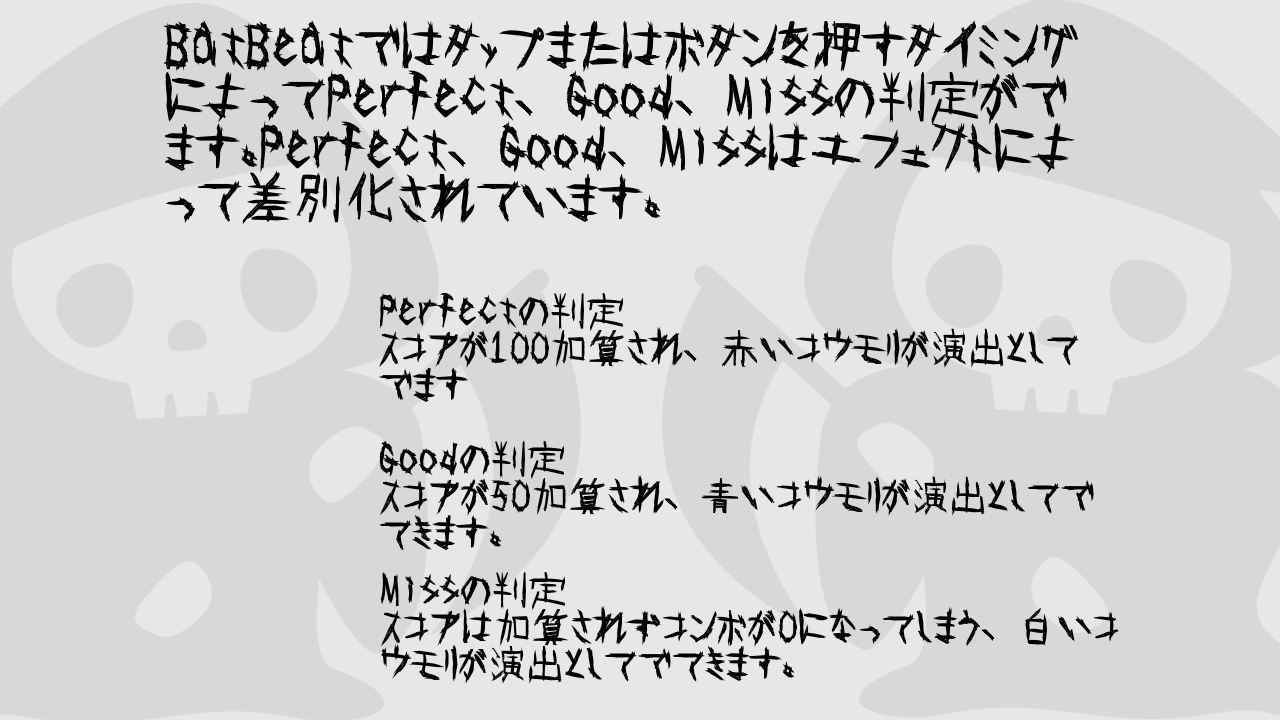 BatBeatではタップまたはボタンを押すタイミング
によってPerfect、Good、Missの判定がで
ます。Perfect、Good、Missはエフェクトによ
って差別化されています。
Perfectの判定
スコアが100加算され、赤いコウモリが演出として
でます
Goodの判定
スコアが50加算され、青いコウモリが演出としてで
てきます。
Missの判定
スコアは加算されずコンボが0になってしまう、白いコ
ウモリが演出としてでてきます。